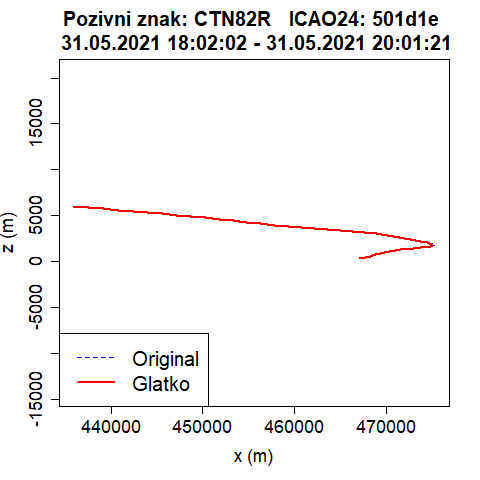 Pozivni znak: CTN82R   ICAO24: 501d1e
31.05.2021 18:02:02 - 31.05.2021 20:01:21
z (m)
15000
5000
0
-5000
-15000
Original
Glatko
440000 450000 460000 470000
x (m)